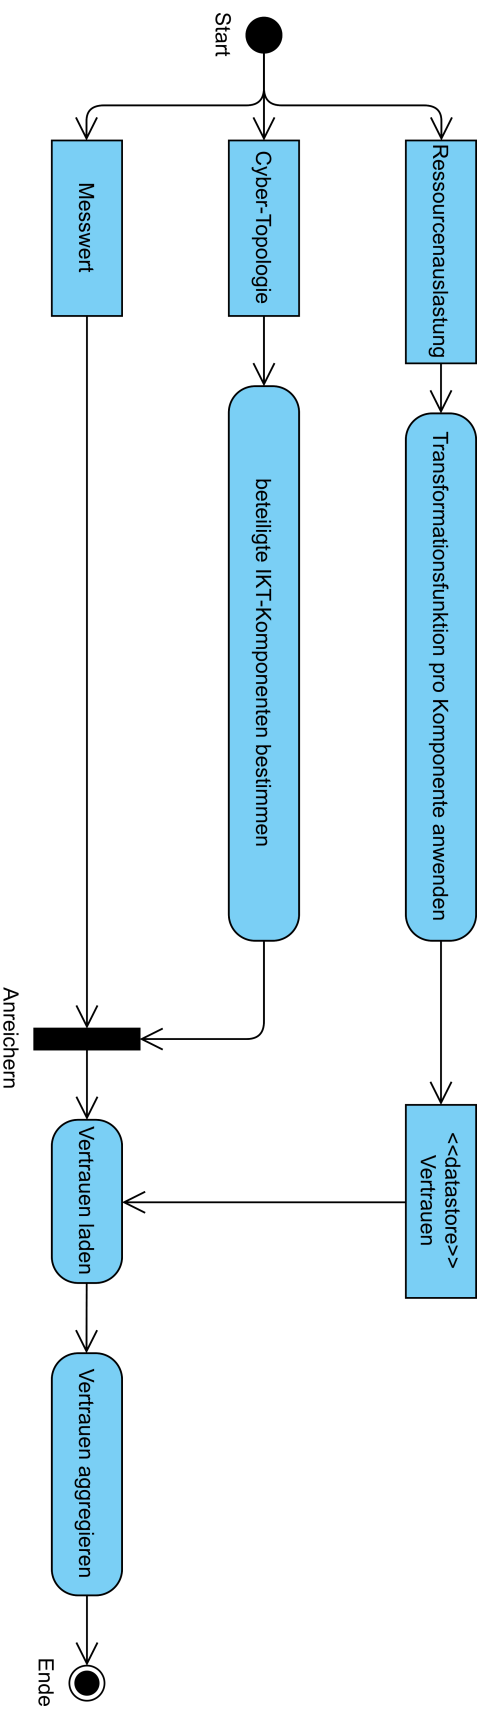 Start
Ressourcenauslastung
Transformationsfunktion pro Komponente anwenden
<<datastore>>
Vertrauen
Cyber-Topologie
beteiligte IKT-Komponenten bestimmen
Messwert
Anreichern
Vertrauen laden
Vertrauen aggregieren
Ende